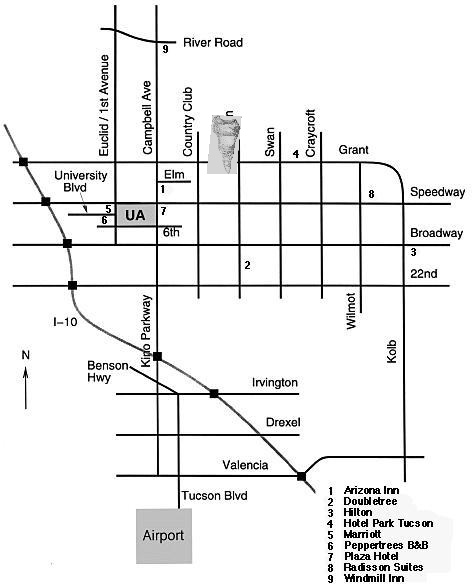 9
River Road
Euclid / 1st Avenue
Campbell Ave
Country Club
Swan
Craycroft
4
Grant
University
Blvd
Elm
1
8
Speedway
5
UA
7
6
6th
Broadway
3
2
22nd
I-10
Kino Parkway
Wilmot
Kolb
N
Benson
Hwy
Irvington
Drexel
Valencia
Tucson Blvd
Airport
1 Arizona Inn
2 Doubletree
3 Hilton
4 Hotel Park Tucson
5 Marriott
6 Peppertrees B&B
7 Plaza Hotel
8 Radisson Suites
9 Windmill Inn